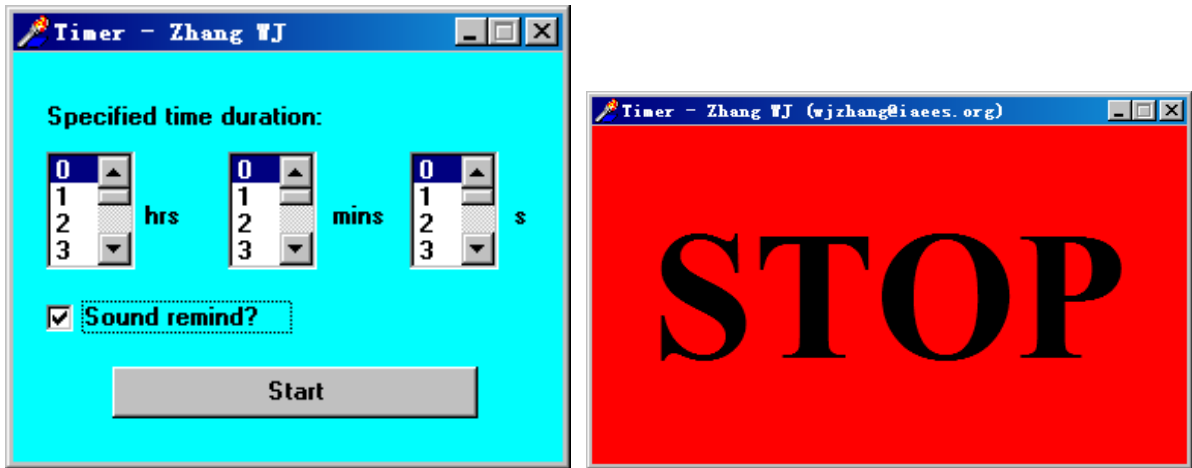 Timer - Zhang WJ
Specified time duration:
0 0 0
1 1 1
2 hrs 2 mins 2 s
3 3 3
Sound remind?
Start
Timer - Zhang WJ (wjzhang@iaees.org)
STOP